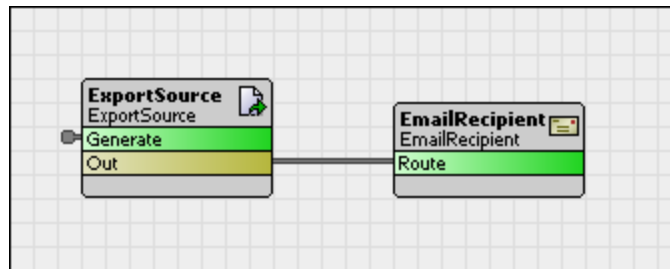 ExportSource
ExportSource
Generate
Out
EmailRecipient
EmailRecipient
Route